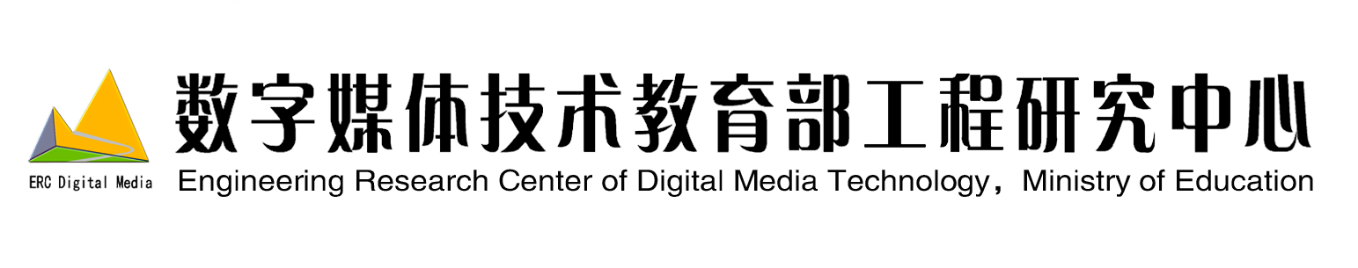 数字媒体技术教育部工程研究中心
ERC Digital Media
Engineering Research Center of Digital Media Technology，Ministry of Education